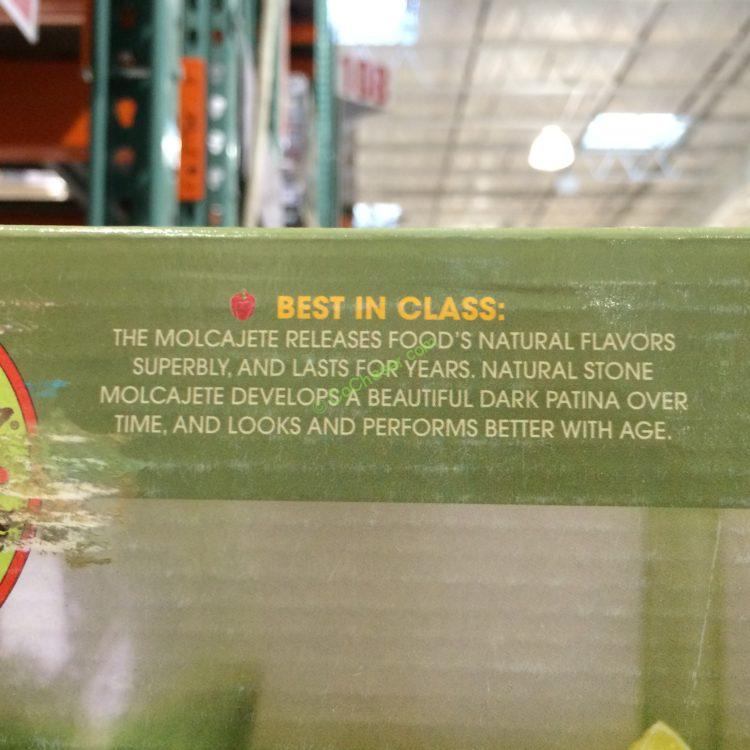 BEST IN CLASS:
THE MOLCAJETE RELEASES FOOD'S NATURAL FLAVORS
SUPERBLY, AND LASTS FOR YEARS. NATURAL STONE
MOLCAJETE DEVELOPS A BEAUTIFUL DARK PATINA OVER
TIME, AND LOOKS AND PERFORMS BETTER WITH AGE.